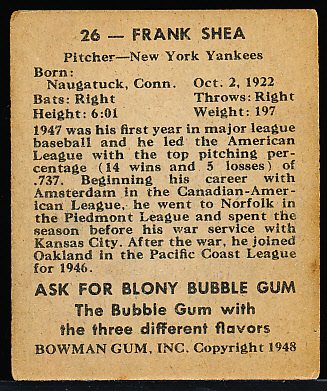 26 — FRANK SHEA
Pitcher—New York Yankees
Born:
Naugatuck, Conn. Oct. 2, 1922
Bats: Right Throws: Right
Height: 6:01 Weight: 197
1947 was his first year in major league
baseball and he led the American
League with the top pitching per-
centage (14 wins and 5 losses) of
.737. Beginning his career with
Amsterdam in the Canadian-Amer-
ican League, he went to Norfolk in
the Piedmont League and spent the
season before his war service with
Kansas City. After the war, he joined
Oakland in the Pacific Coast League
for 1946.
ASK FOR BLONY BUBBLE GUM
The Bubble Gum with
the three different flavors
BOWMAN GUM, INC. Copyright 1948